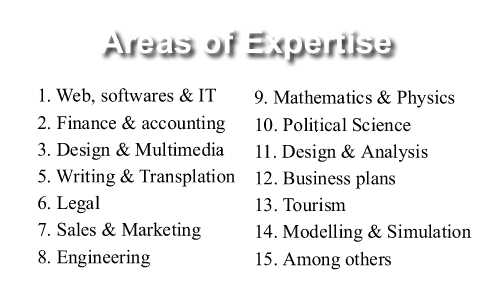 Areas of Expertise
1. Web, softwares & IT
2. Finance & accounting
3. Design & Multimedia
5. Writing & Transplation
6. Legal
7. Sales & Marketing
8. Engineering
9. Mathematics & Physics
10. Political Science
11. Design & Analysis
12. Business plans
13. Tourism
14. Modelling & Simulation
15. Among others